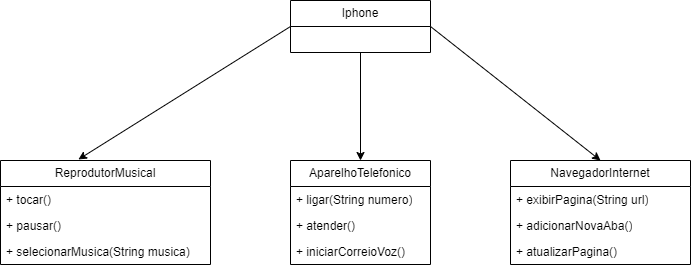 Iphone
ReprodutorMusical
+ tocar()
+ pausar()
+ selecionarMusica(String musica)
AparelhoTelefonico
+ ligar(String numero)
+ atender()
+ iniciarCorreioVoz()
NavegadorInternet
+ exibirPagina(String url)
+ adicionarNovaAba()
+ atualizarPagina()